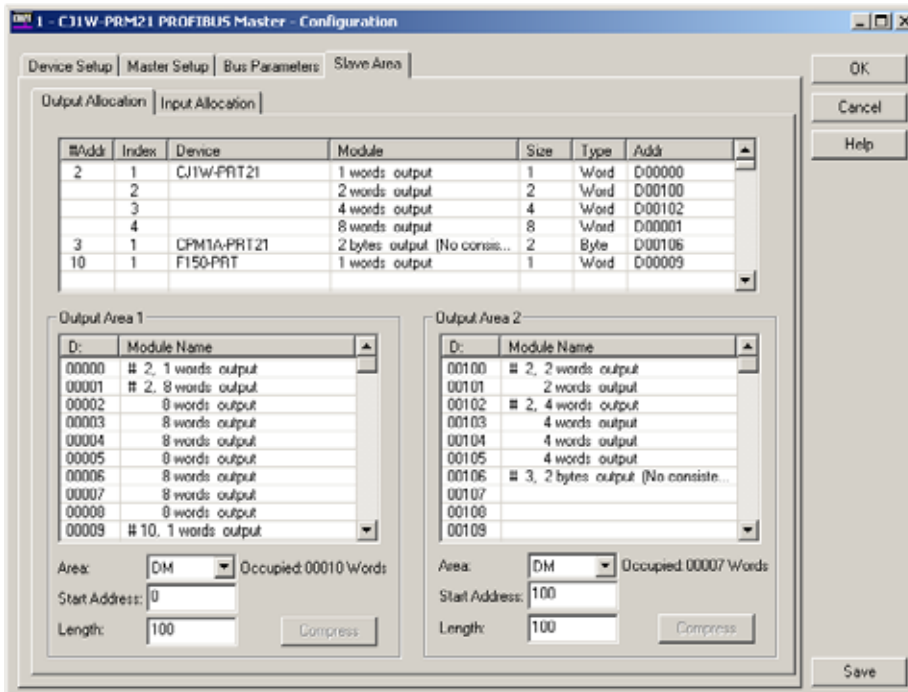 1 - CJ1W-PRM21 PROFIBUS Master - Configuration
Device Setup Master Setup Bus Parameters Slave Area
OK
Cancel
Help
Output Allocation Input Allocation
#Addr Index Device Module Size Type Addr
2 1 CJ1W-PRT21 1 words output 1 Word D00000
2 2 words output 2 Word D00100
3 4 words output 4 Word D00102
4 8 words output 8 Word D00001
3 1 CPM1A-PRT21 2 bytes output (No consis... 2 Byte D00106
10 1 F150-PRT 1 words output 1 Word D00009
Output Area 1
D: Module Name
00000 # 2, 1 words output
00001 # 2, 8 words output
00002 8 words output
00003 8 words output
00004 8 words output
00005 8 words output
00006 8 words output
00007 8 words output
00008 8 words output
00009 # 10, 1 words output
Area: DM Occupied:00010 Words
Start Address: 0
Length: 100 Compress
Output Area 2
D: Module Name
00100 # 2, 2 words output
00101 2 words output
00102 # 2, 4 words output
00103 4 words output
00104 4 words output
00105 4 words output
00106 # 3, 2 bytes output (No consiste...
00107
00108
00109
Area: DM Occupied:00007 Words
Start Address: 100
Length: 100 Compress
Save